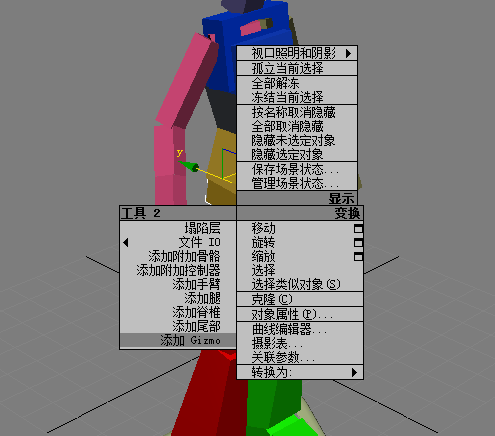 视口照明和阴影
孤立当前选择
全部解冻
冻结当前选择
按名称取消隐藏
全部取消隐藏
隐藏未选定对象
隐藏选定对象
保存场景状态...
管理场景状态...
显示
y
工具 2
塌陷层
文件 IO
添加附加骨骼
添加附加控制器
添加手臂
添加腿
添加脊椎
添加尾部
添加 Gizmo
变换
移动
旋转
缩放
选择
选择类似对象(S)
克隆(C)
对象属性(P)...
曲线编辑器...
摄影表...
关联参数...
转换为: